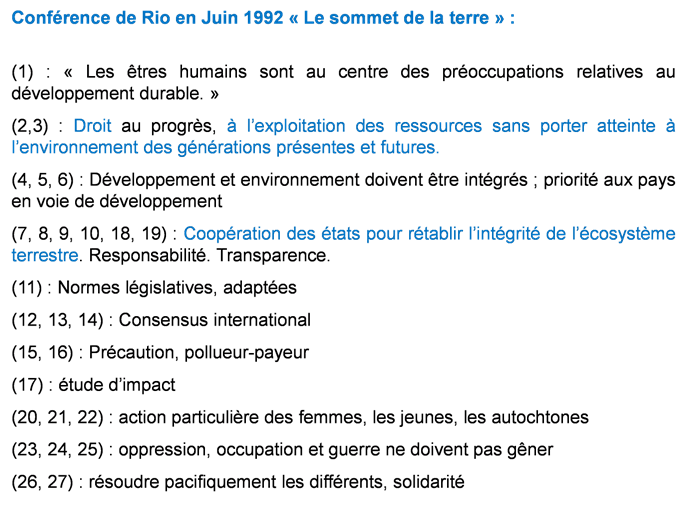 Conférence de Rio en Juin 1992 « Le sommet de la terre » :
(1) : « Les êtres humains sont au centre des préoccupations relatives au
développement durable. »
(2,3) : Droit au progrès, à l’exploitation des ressources sans porter atteinte à
l’environnement des générations présentes et futures.
(4, 5, 6) : Développement et environnement doivent être intégrés ; priorité aux pays
en voie de développement
(7, 8, 9, 10, 18, 19) : Coopération des états pour rétablir l’intégrité de l’écosystème
terrestre. Responsabilité. Transparence.
(11) : Normes législatives, adaptées
(12, 13, 14) : Consensus international
(15, 16) : Précaution, pollueur-payeur
(17) : étude d’impact
(20, 21, 22) : action particulière des femmes, les jeunes, les autochtones
(23, 24, 25) : oppression, occupation et guerre ne doivent pas gêner
(26, 27) : résoudre pacifiquement les différents, solidarité